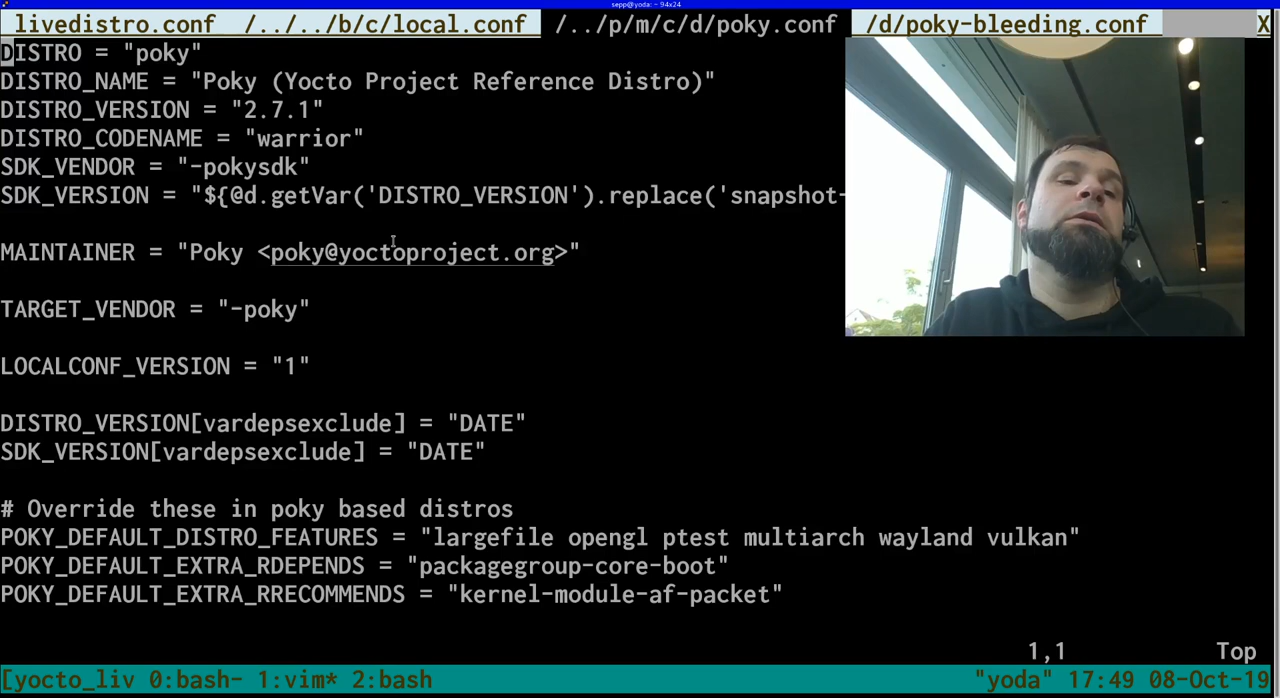 sepp@yoda: ~ 94x24
livedistro.conf /../../b/c/local.conf /../p/m/c/d/poky.conf /d/poky-bleeding.conf X
DISTRO = "poky"
DISTRO_NAME = "Poky (Yocto Project Reference Distro)"
DISTRO_VERSION = "2.7.1"
DISTRO_CODENAME = "warrior"
SDK_VENDOR = "-pokysdk"
SDK_VERSION = "${@d.getVar('DISTRO_VERSION').replace('snapshot-
MAINTAINER = "Poky <poky@yoctoproject.org>"
TARGET_VENDOR = "-poky"
LOCALCONF_VERSION = "1"
DISTRO_VERSION[vardepsexclude] = "DATE"
SDK_VERSION[vardepsexclude] = "DATE"
# Override these in poky based distros
POKY_DEFAULT_DISTRO_FEATURES = "largefile opengl ptest multiarch wayland vulkan"
POKY_DEFAULT_EXTRA_RDEPENDS = "packagegroup-core-boot"
POKY_DEFAULT_EXTRA_RRECOMMENDS = "kernel-module-af-packet"
1,1 Top
[yocto_liv 0:bash- 1:vim* 2:bash "yoda" 17:49 08-Oct-19